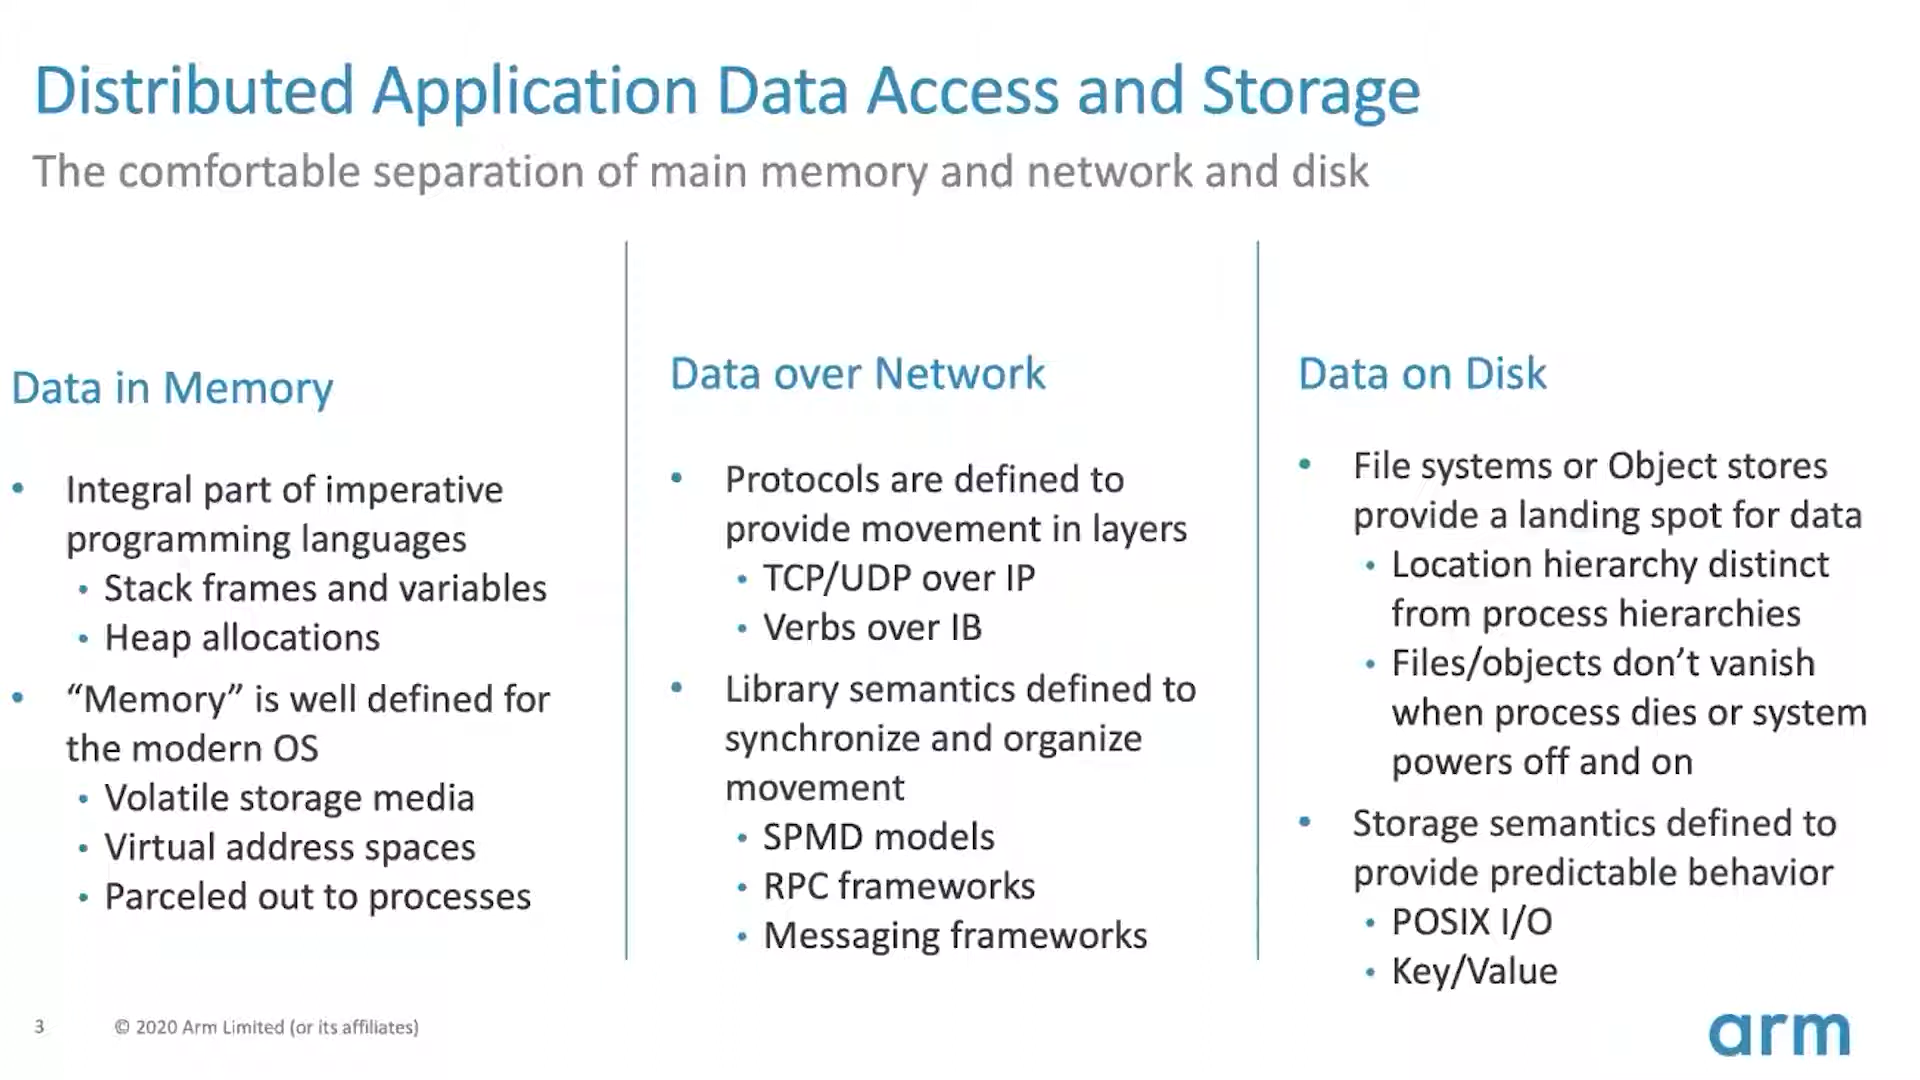 Distributed Application Data Access and Storage
The comfortable separation of main memory and network and disk
Data in Memory
• Integral part of imperative
programming languages
• Stack frames and variables
• Heap allocations
• “Memory” is well defined for
the modern OS
• Volatile storage media
• Virtual address spaces
• Parceled out to processes
Data over Network
• Protocols are defined to
provide movement in layers
• TCP/UDP over IP
• Verbs over IB
• Library semantics defined to
synchronize and organize
movement
• SPMD models
• RPC frameworks
• Messaging frameworks
Data on Disk
• File systems or Object stores
provide a landing spot for data
• Location hierarchy distinct
from process hierarchies
• Files/objects don’t vanish
when process dies or system
powers off and on
• Storage semantics defined to
provide predictable behavior
• POSIX I/O
• Key/Value
3 © 2020 Arm Limited (or its affiliates)
arm